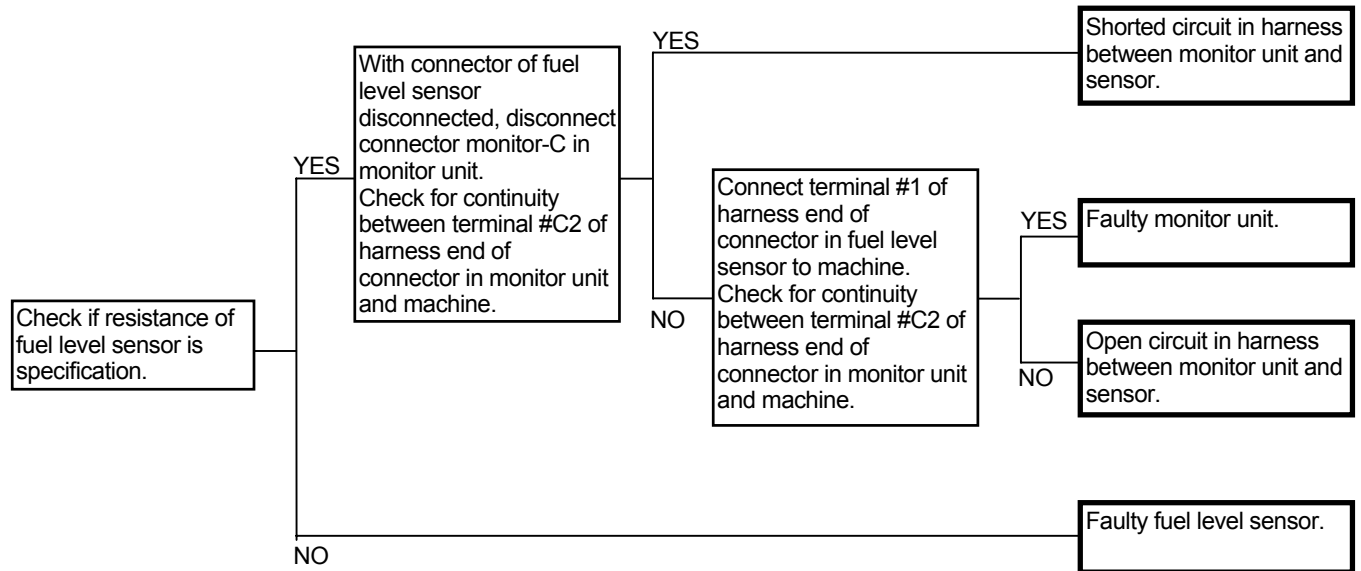 Check if resistance of
fuel level sensor is
specification.
YES
With connector of fuel
level sensor
disconnected, disconnect
connector monitor-C in
monitor unit.
Check for continuity
between terminal #C2 of
harness end of
connector in monitor unit
and machine.
YES
Shorted circuit in harness
between monitor unit and
sensor.
NO
Connect terminal #1 of
harness end of
connector in fuel level
sensor to machine.
Check for continuity
between terminal #C2 of
harness end of
connector in monitor unit
and machine.
YES
Faulty monitor unit.
NO
Open circuit in harness
between monitor unit and
sensor.
NO
Faulty fuel level sensor.